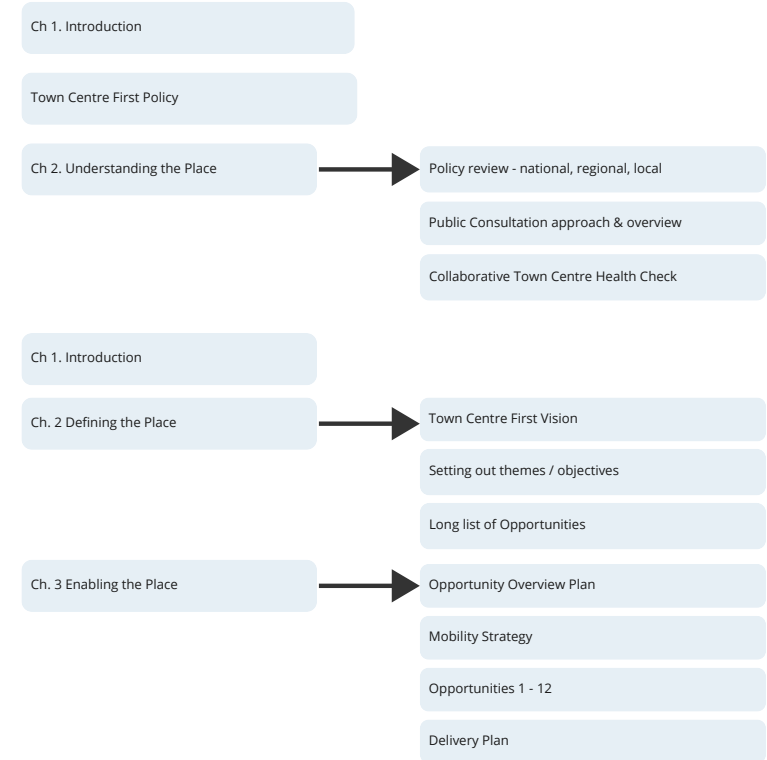 Ch 1. Introduction
Town Centre First Policy
Ch 2. Understanding the Place
Policy review - national, regional, local
Public Consultation approach & overview
Collaborative Town Centre Health Check
Ch 1. Introduction
Ch. 2 Defining the Place
Town Centre First Vision
Setting out themes / objectives
Long list of Opportunities
Ch. 3 Enabling the Place
Opportunity Overview Plan
Mobility Strategy
Opportunities 1 - 12
Delivery Plan